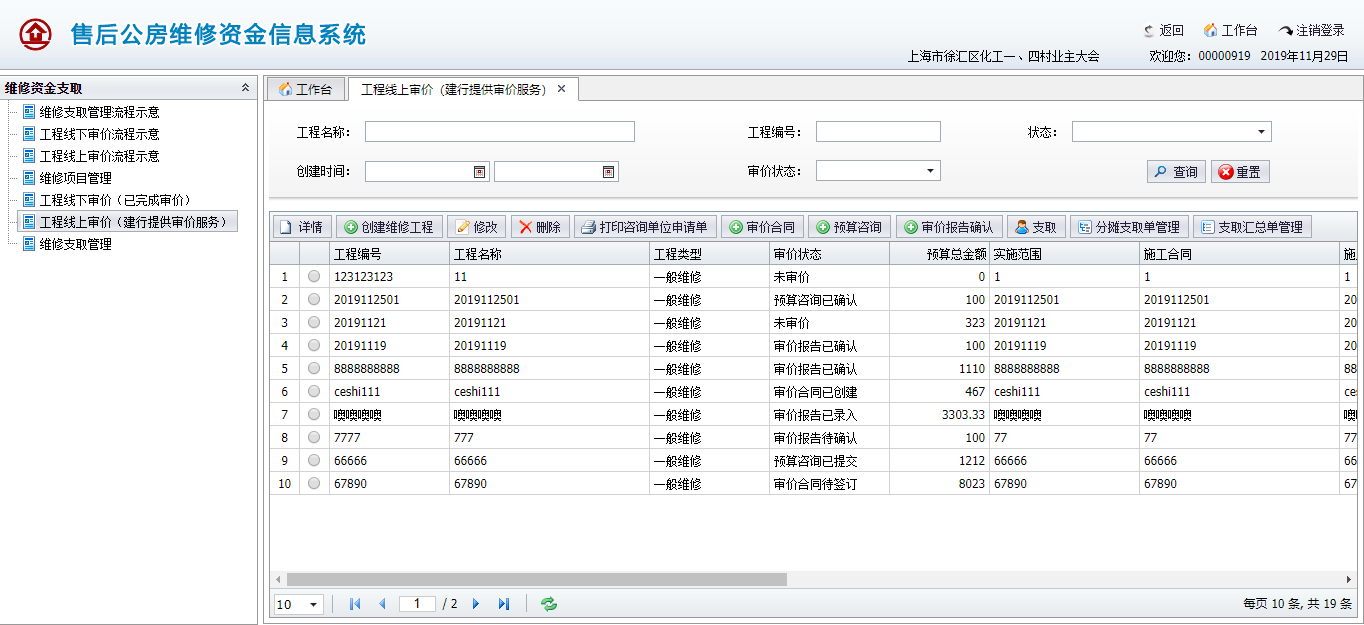 售后公房维修资金信息系统
返回 工作台 注销登录
上海市徐汇区化工一、四村业主大会 欢迎您：00000919 2019年11月29日
维修资金支取
维修支取管理流程示意
工程线下审价流程示意
工程线上审价流程示意
维修项目管理
工程线下审价（已完成审价）
工程线上审价（建行提供审价服务）
维修支取管理
工作台 工程线上审价（建行提供审价服务）
工程名称： 工程编号： 状态：
创建时间： 审价状态： 查询 重置
详情 创建维修工程 修改 删除 打印咨询单位申请单 审价合同 预算咨询 审价报告确认 支取 分摊支取单管理 支取汇总单管理
工程编号 工程名称 工程类型 审价状态 预算总金额 实施范围 施工合同 施
1 123123123 11 一般维修 未审价 0 1 1 1
2 2019112501 2019112501 一般维修 预算咨询已确认 100 2019112501 2019112501 20
3 20191121 20191121 一般维修 未审价 323 20191121 20191121 20
4 20191119 20191119 一般维修 审价报告已确认 100 20191119 20191119 20
5 8888888888 8888888888 一般维修 审价报告已确认 1110 8888888888 8888888888 88
6 ceshi111 ceshi111 一般维修 审价合同已创建 467 ceshi111 ceshi111 ce
7 噢噢噢噢 噢噢噢噢 一般维修 审价报告已录入 3303.33 噢噢噢噢 噢噢噢噢 噢
8 7777 777 一般维修 审价报告待确认 100 77 77 77
9 66666 66666 一般维修 预算咨询已提交 1212 66666 66666 66
10 67890 67890 一般维修 审价合同待签订 8023 67890 67890 67
10 1 / 2 每页 10 条, 共 19 条